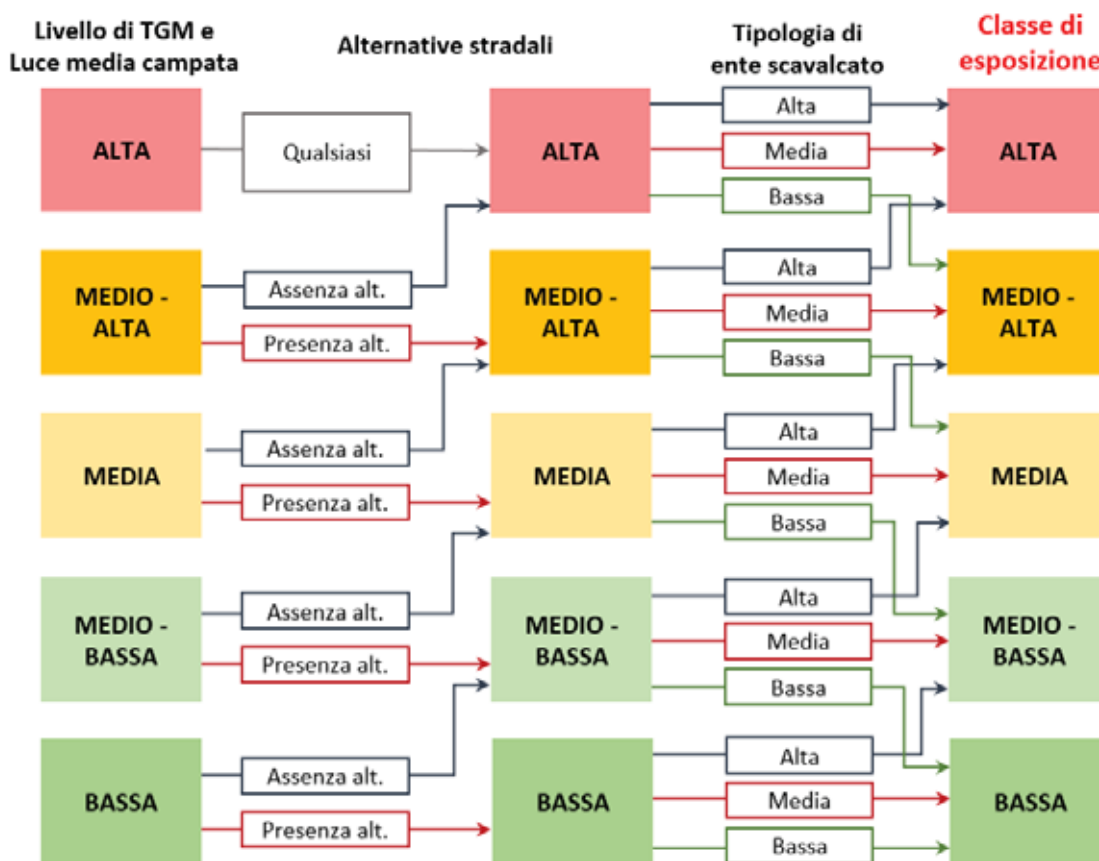 Livello di TGM e
Luce media campata
Alternative stradali
Tipologia di
ente scavalcato
Classe di
esposizione
ALTA
Qualsiasi
ALTA
Alta
Media
Bassa
ALTA
MEDIO -
ALTA
Assenza alt.
Presenza alt.
MEDIO -
ALTA
Alta
Media
Bassa
MEDIO -
ALTA
MEDIA
Assenza alt.
Presenza alt.
MEDIA
Alta
Media
Bassa
MEDIA
MEDIO -
BASSA
Assenza alt.
Presenza alt.
MEDIO -
BASSA
Alta
Media
Bassa
MEDIO -
BASSA
BASSA
Assenza alt.
Presenza alt.
BASSA
Alta
Media
Bassa
BASSA